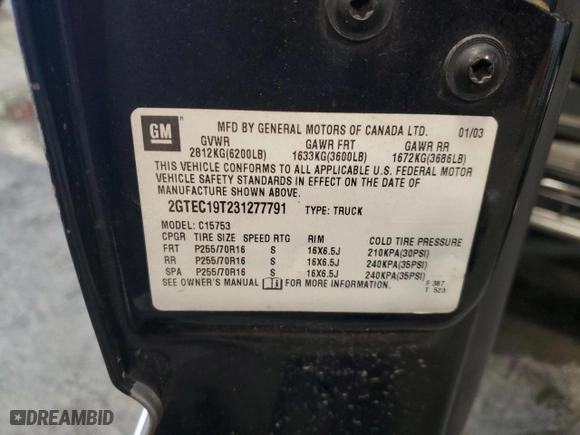 GM
MFD BY GENERAL MOTORS OF CANADA LTD. 01/03
GVWR GAWR FRT GAWR RR
2812KG(6200LB) 1633KG(3600LB) 1672KG(3686LB)
THIS VEHICLE CONFORMS TO ALL APPLICABLE U.S. FEDERAL MOTOR
VEHICLE SAFETY STANDARDS IN EFFECT ON THE DATE OF
MANUFACTURE SHOWN ABOVE.
2GTEC19T231277791 TYPE: TRUCK
MODEL: C15753
CPGR TIRE SIZE SPEED RTG RIM COLD TIRE PRESSURE
FRT P255/70R16 S 16X6.5J 210KPA(30PSI)
RR P255/70R16 S 16X6.5J 240KPA(35PSI)
SPA P255/70R16 S 16X6.5J 240KPA(35PSI)
SEE OWNER'S MANUAL FOR MORE INFORMATION. F 387
T 523
DREAMBID